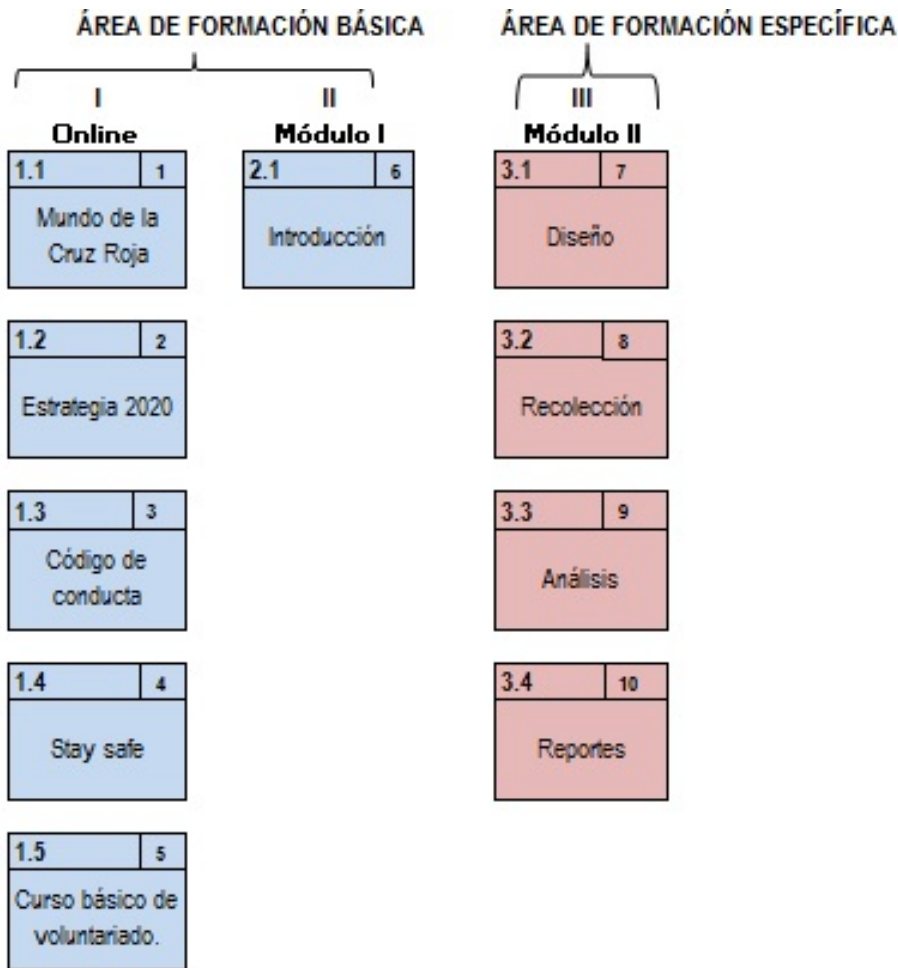 ÁREA DE FORMACIÓN BÁSICA
ÁREA DE FORMACIÓN ESPECÍFICA
I
II
III
Online
Módulo I
Módulo II
1.1 1
Mundo de la
Cruz Roja
2.1 6
Introducción
3.1 7
Diseño
1.2 2
Estrategia 2020
3.2 8
Recolección
1.3 3
Código de
conducta
3.3 9
Análisis
1.4 4
Stay safe
3.4 10
Reportes
1.5 5
Curso básico de
voluntariado.